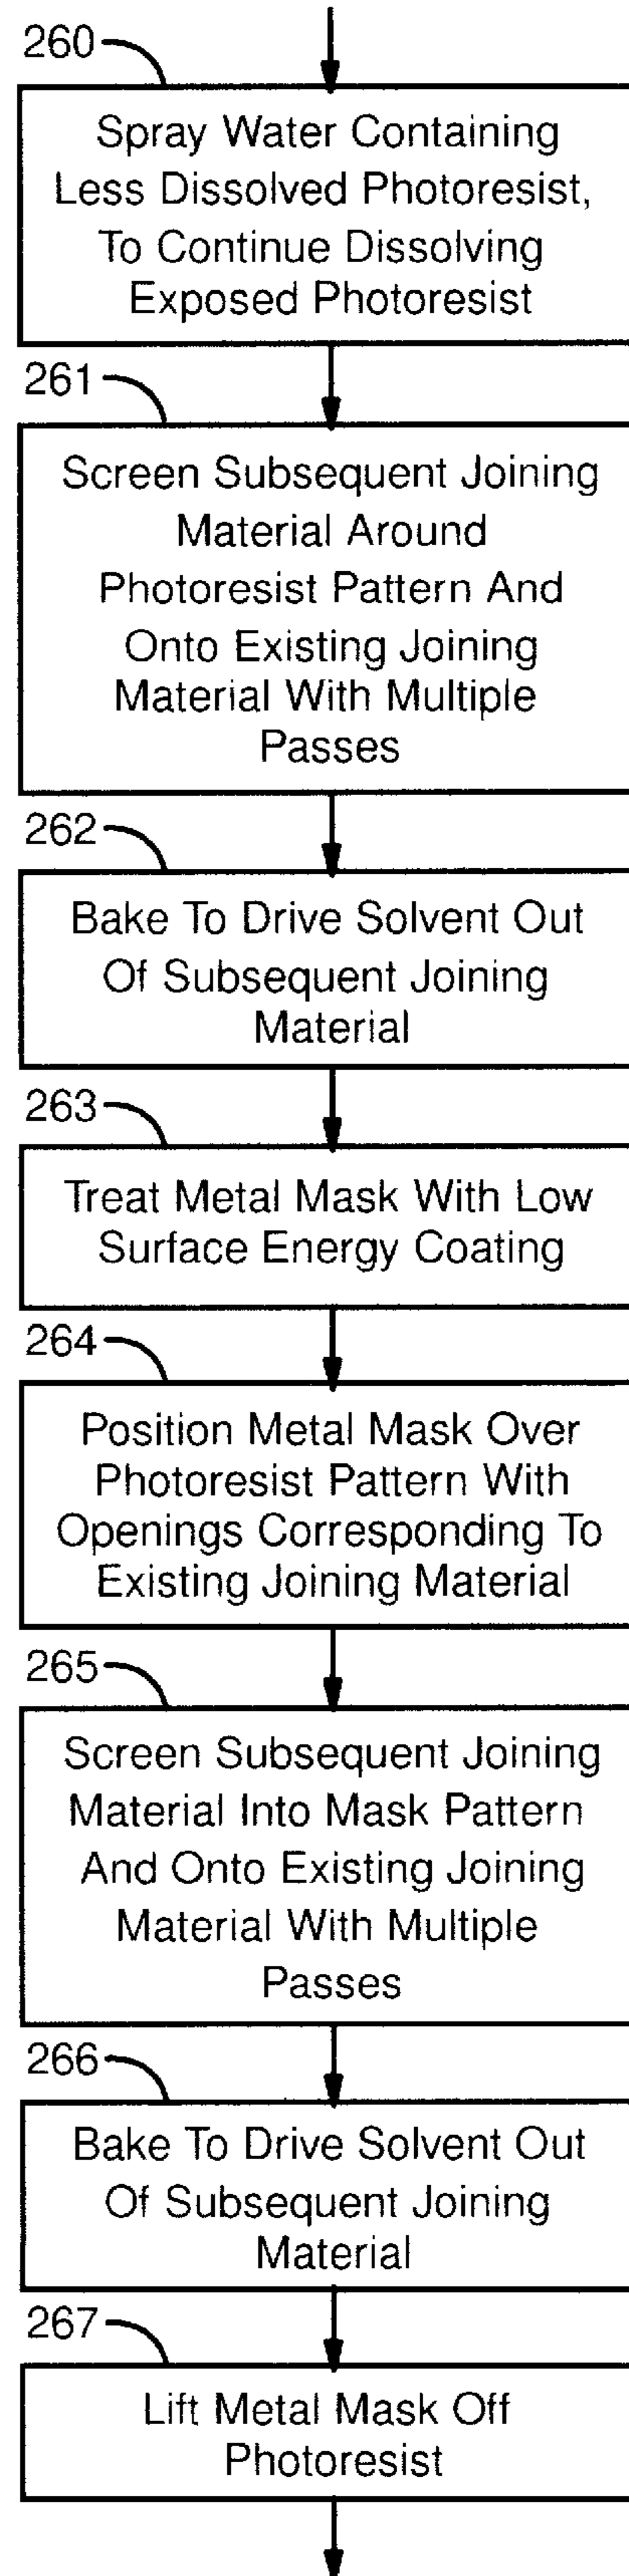 260
Spray Water Containing
Less Dissolved Photoresist,
To Continue Dissolving
Exposed Photoresist
261
Screen Subsequent Joining
Material Around
Photoresist Pattern And
Onto Existing Joining
Material With Multiple
Passes
262
Bake To Drive Solvent Out
Of Subsequent Joining
Material
263
Treat Metal Mask With Low
Surface Energy Coating
264
Position Metal Mask Over
Photoresist Pattern With
Openings Corresponding To
Existing Joining Material
265
Screen Subsequent Joining
Material Into Mask Pattern
And Onto Existing Joining
Material With Multiple
Passes
266
Bake To Drive Solvent Out
Of Subsequent Joining
Material
267
Lift Metal Mask Off
Photoresist